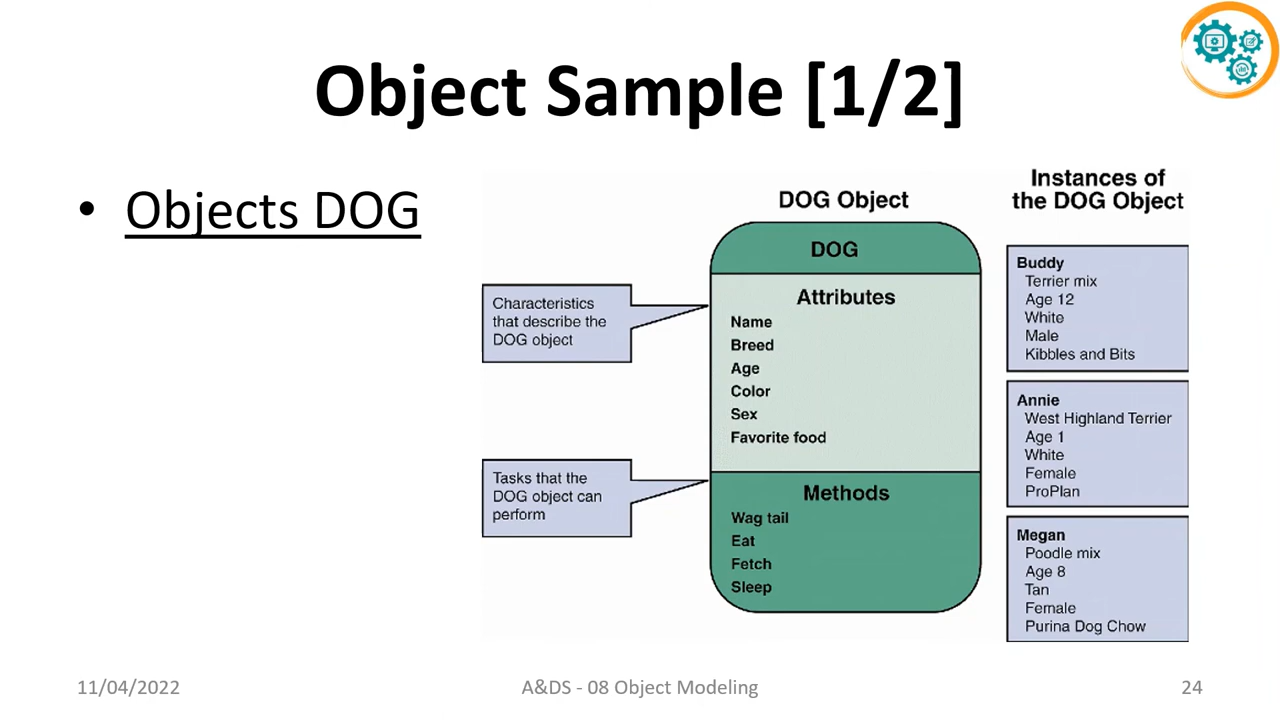 Object Sample [1/2]
• Objects DOG
DOG Object
DOG
Characteristics
that describe the
DOG object
Attributes
Name
Breed
Age
Color
Sex
Favorite food
Tasks that the
DOG object can
perform
Methods
Wag tail
Eat
Fetch
Sleep
Instances of
the DOG Object
Buddy
Terrier mix
Age 12
White
Male
Kibbles and Bits
Annie
West Highland Terrier
Age 1
White
Female
ProPlan
Megan
Poodle mix
Age 8
Tan
Female
Purina Dog Chow
11/04/2022
A&DS - 08 Object Modeling
24